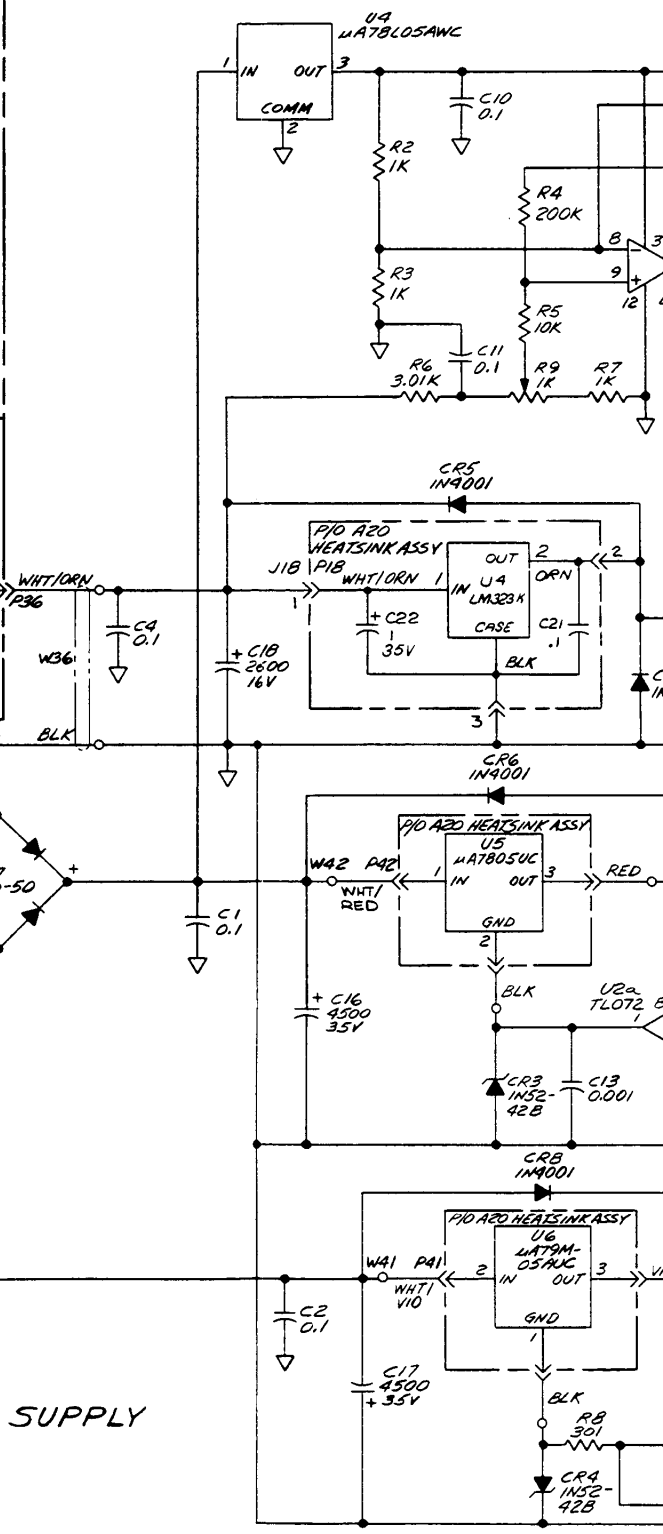 U4
μA78L05AWC
1
IN
OUT
3
COMM
2
C10
0.1
R2
1K
R4
200K
8
-
3
R3
1K
9
+
12
R5
10K
C11
0.1
R6
3.01K
R9
1K
R7
1K
CR5
1N4001
P/O A20
HEATSINK ASSY
J18
P18
WHT/ORN
1
1
IN
OUT
2
ORN
2
U4
LM323K
CASE
WHT/ORN
P36
C4
0.1
W36
+ C22
1
35V
C21
.1
+ C18
2600
16V
BLK
3
BLK
CR6
1N4001
P/O A20 HEATSINK ASSY
U5
μA7805UC
-50
+
W42
P42
WHT/
RED
1
IN
OUT
3
RED
GND
2
C1
0.1
BLK
+ C16
4500
35V
U2a
TL072
1
CR3
1N52-
42B
C13
0.001
CR8
1N4001
P/O A20 HEATSINK ASSY
U6
μA79M-
05AUC
W41
P41
WHT/
VIO
2
IN
OUT
3
GND
1
C2
0.1
C17
4500
+ 35V
BLK
R8
301
SUPPLY
CR4
1N52-
42B